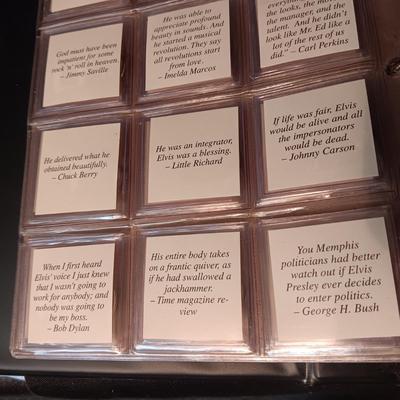 God must have been
impatient for some
rock 'n' roll in heaven.
– Jimmy Saville
He was able to
appreciate profound
beauty in sounds. And
he started a musical
revolution. They say
all revolutions start
from love.
– Imelda Marcos
the looks, the mov
the manager, and the
talent. And he didn't
look like Mr. Ed like a
lot of the rest of us
did." – Carl Perkins
He delivered what he
obtained beautifully.
– Chuck Berry
He was an integrator,
Elvis was a blessing.
– Little Richard
If life was fair, Elvis
would be alive and all
the impersonators
would be dead.
– Johnny Carson
When I first heard
Elvis' voice I just knew
that I wasn't going to
work for anybody; and
nobody was going to
be my boss.
– Bob Dylan
His entire body takes
on a frantic quiver, as
if he had swallowed a
jackhammer.
– Time magazine re-
view
You Memphis
politicians had better
watch out if Elvis
Presley ever decides
to enter politics.
– George H. Bush